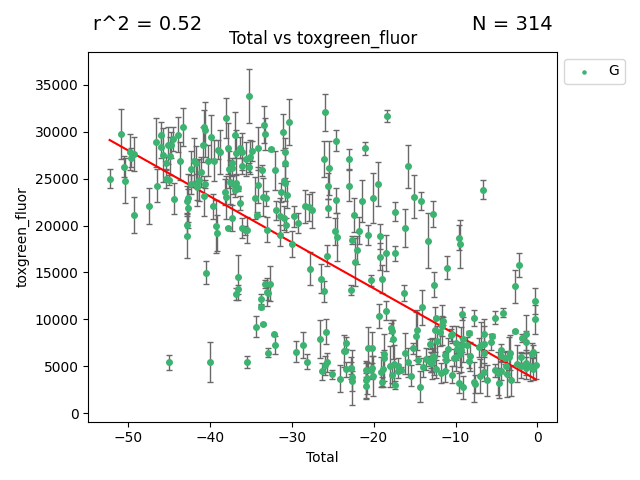 r^2 = 0.52 N = 314
Total vs toxgreen_fluor
G
35000
30000
25000
20000
15000
10000
5000
0
toxgreen_fluor
−50 −40 −30 −20 −10 0
Total